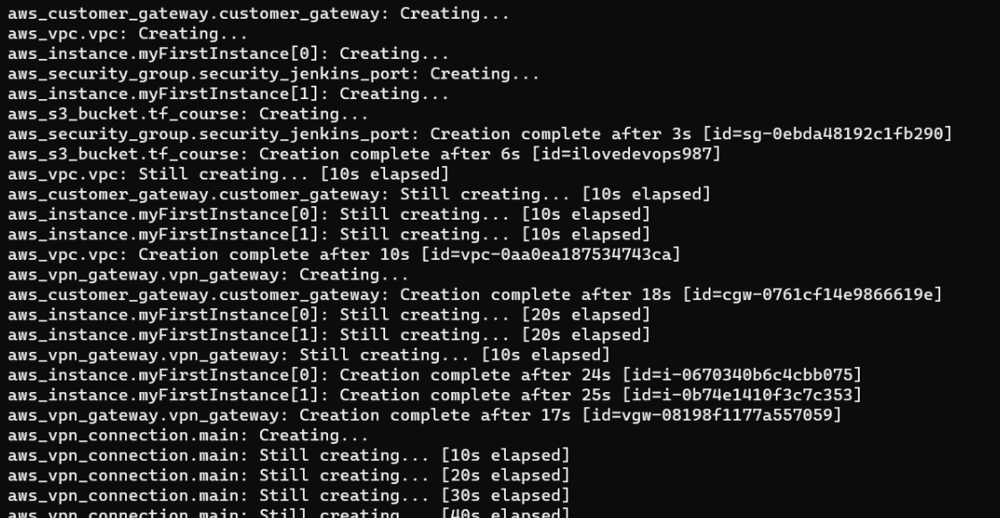 aws_customer_gateway.customer_gateway: Creating...
aws_vpc.vpc: Creating...
aws_instance.myFirstInstance[0]: Creating...
aws_security_group.security_jenkins_port: Creating...
aws_instance.myFirstInstance[1]: Creating...
aws_s3_bucket.tf_course: Creating...
aws_security_group.security_jenkins_port: Creation complete after 3s [id=sg-0ebda48192c1fb290]
aws_s3_bucket.tf_course: Creation complete after 6s [id=ilovedevops987]
aws_vpc.vpc: Still creating... [10s elapsed]
aws_customer_gateway.customer_gateway: Still creating... [10s elapsed]
aws_instance.myFirstInstance[0]: Still creating... [10s elapsed]
aws_instance.myFirstInstance[1]: Still creating... [10s elapsed]
aws_vpc.vpc: Creation complete after 10s [id=vpc-0aa0ea187534743ca]
aws_vpn_gateway.vpn_gateway: Creating...
aws_customer_gateway.customer_gateway: Creation complete after 18s [id=cgw-0761cf14e9866619e]
aws_instance.myFirstInstance[0]: Still creating... [20s elapsed]
aws_instance.myFirstInstance[1]: Still creating... [20s elapsed]
aws_vpn_gateway.vpn_gateway: Still creating... [10s elapsed]
aws_instance.myFirstInstance[0]: Creation complete after 24s [id=i-0670340b6c4cbb075]
aws_instance.myFirstInstance[1]: Creation complete after 25s [id=i-0b74e1410f3c7c353]
aws_vpn_gateway.vpn_gateway: Creation complete after 17s [id=vgw-08198f1177a557059]
aws_vpn_connection.main: Creating...
aws_vpn_connection.main: Still creating... [10s elapsed]
aws_vpn_connection.main: Still creating... [20s elapsed]
aws_vpn_connection.main: Still creating... [30s elapsed]
aws_vpn_connection.main: Still creating... [40s elapsed]